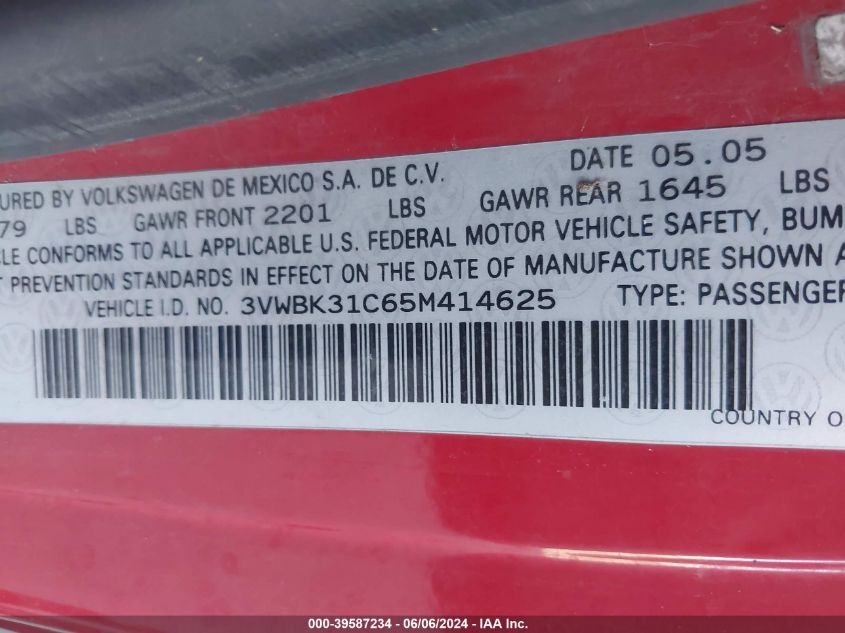 DATE 05.05
URED BY VOLKSWAGEN DE MEXICO S.A. DE C.V.
79 LBS GAWR FRONT 2201 LBS GAWR REAR 1645 LBS
CLE CONFORMS TO ALL APPLICABLE U.S. FEDERAL MOTOR VEHICLE SAFETY, BUM
T PREVENTION STANDARDS IN EFFECT ON THE DATE OF MANUFACTURE SHOWN A
VEHICLE I.D. NO. 3VWBK31C65M414625 TYPE: PASSENGER
COUNTRY O
000-39587234 - 06/06/2024 - IAA Inc.